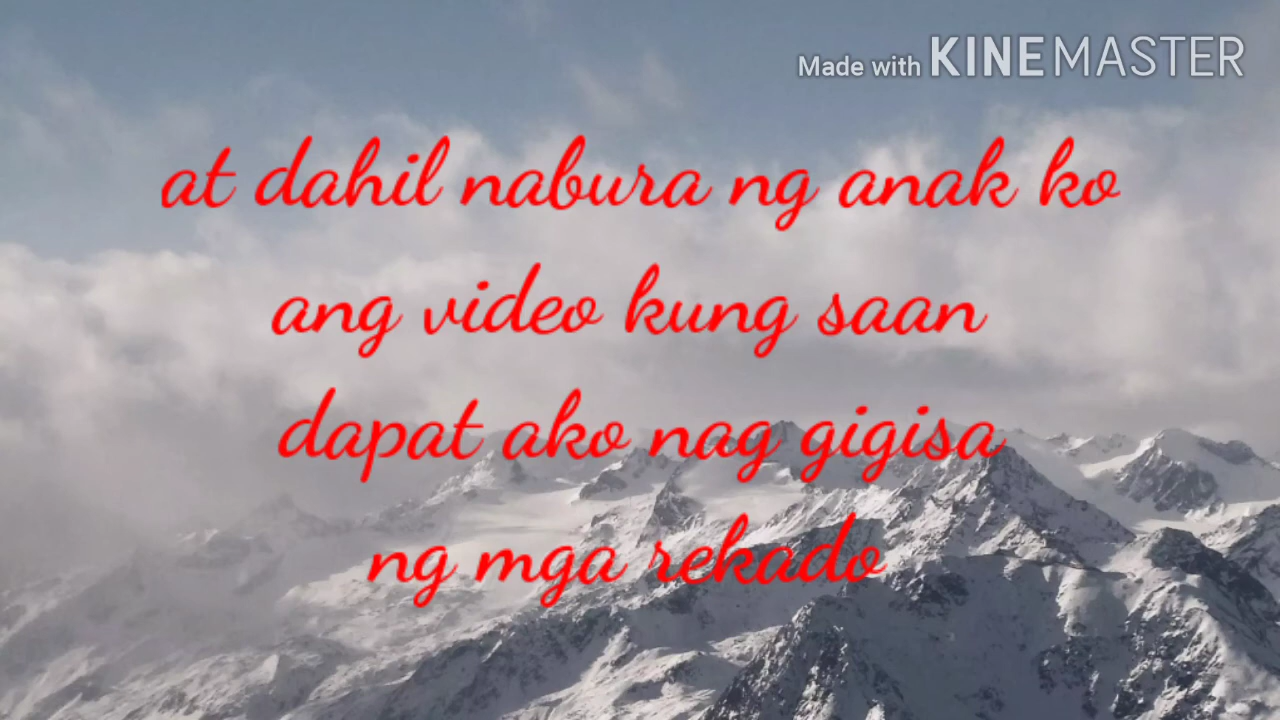 Made with KINEMASTER
at dahil nabura ng anak ko
ang video kung saan
dapat ako nag gigisa
ng mga rekado